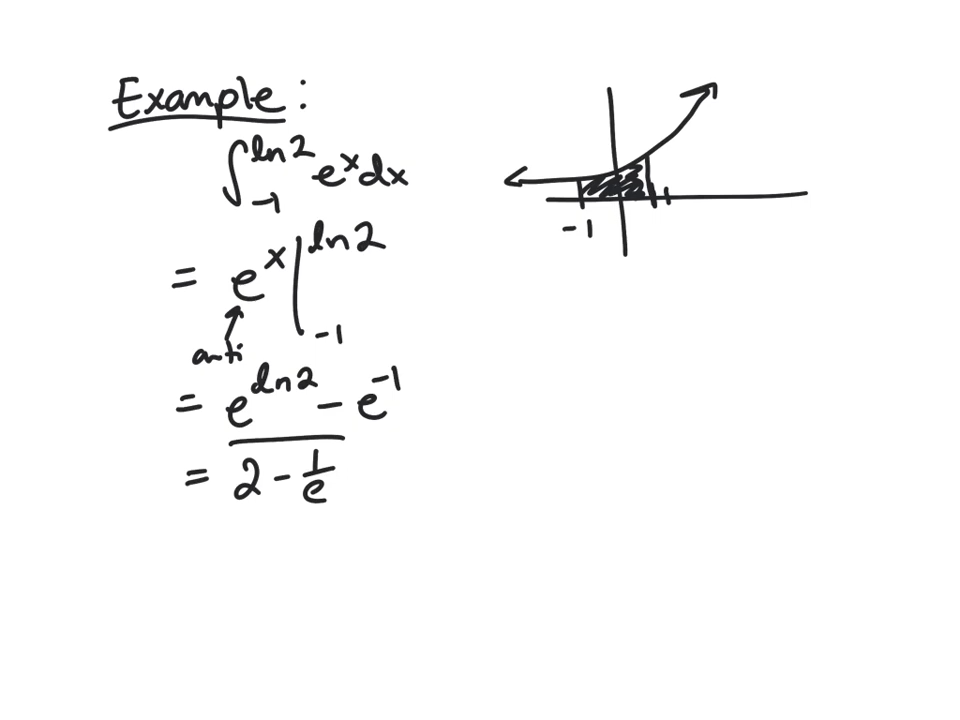 Example:
∫_{-1}^{ln2} e^x dx
= e^x |_{-1}^{ln2}
anti
= e^{ln2} - e^{-1}
= 2 - 1/e
-1